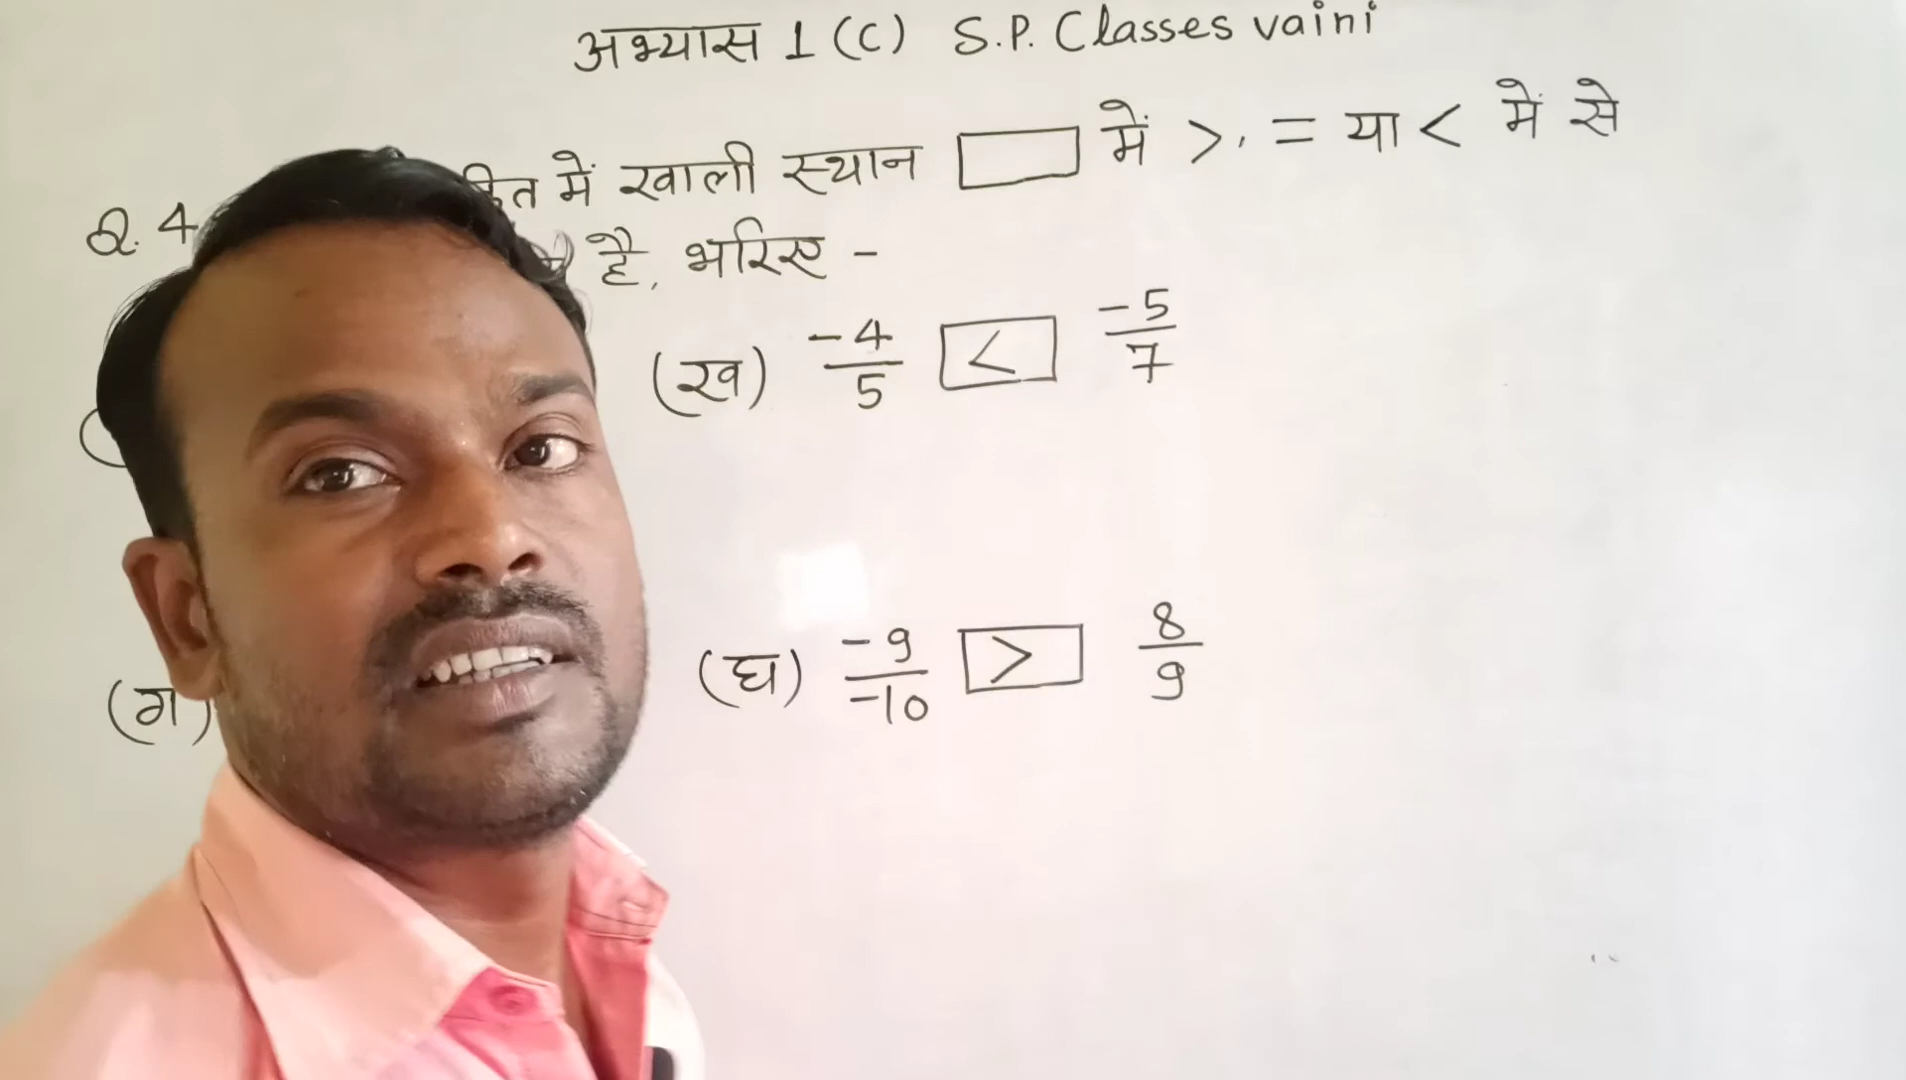 अभ्यास 1 (C) S.P. Classes vaini
Q. 4 में खाली स्थान में >, = या < में से
है, भरिए -
(ख) -4/5 < -5/7
(ग) (घ) -9/-10 > 8/9